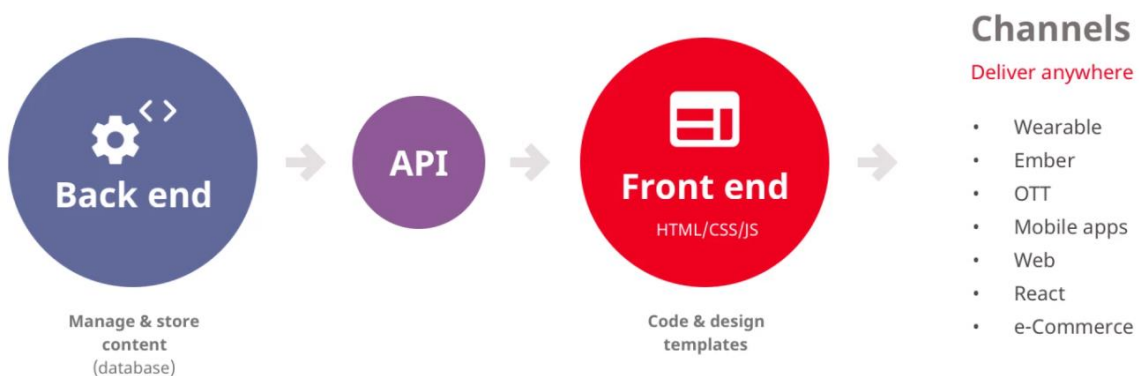 < >
Back end
Manage & store
content
(database)
API
Front end
HTML/CSS/JS
Code & design
templates
Channels
Deliver anywhere
• Wearable
• Ember
• OTT
• Mobile apps
• Web
• React
• e-Commerce